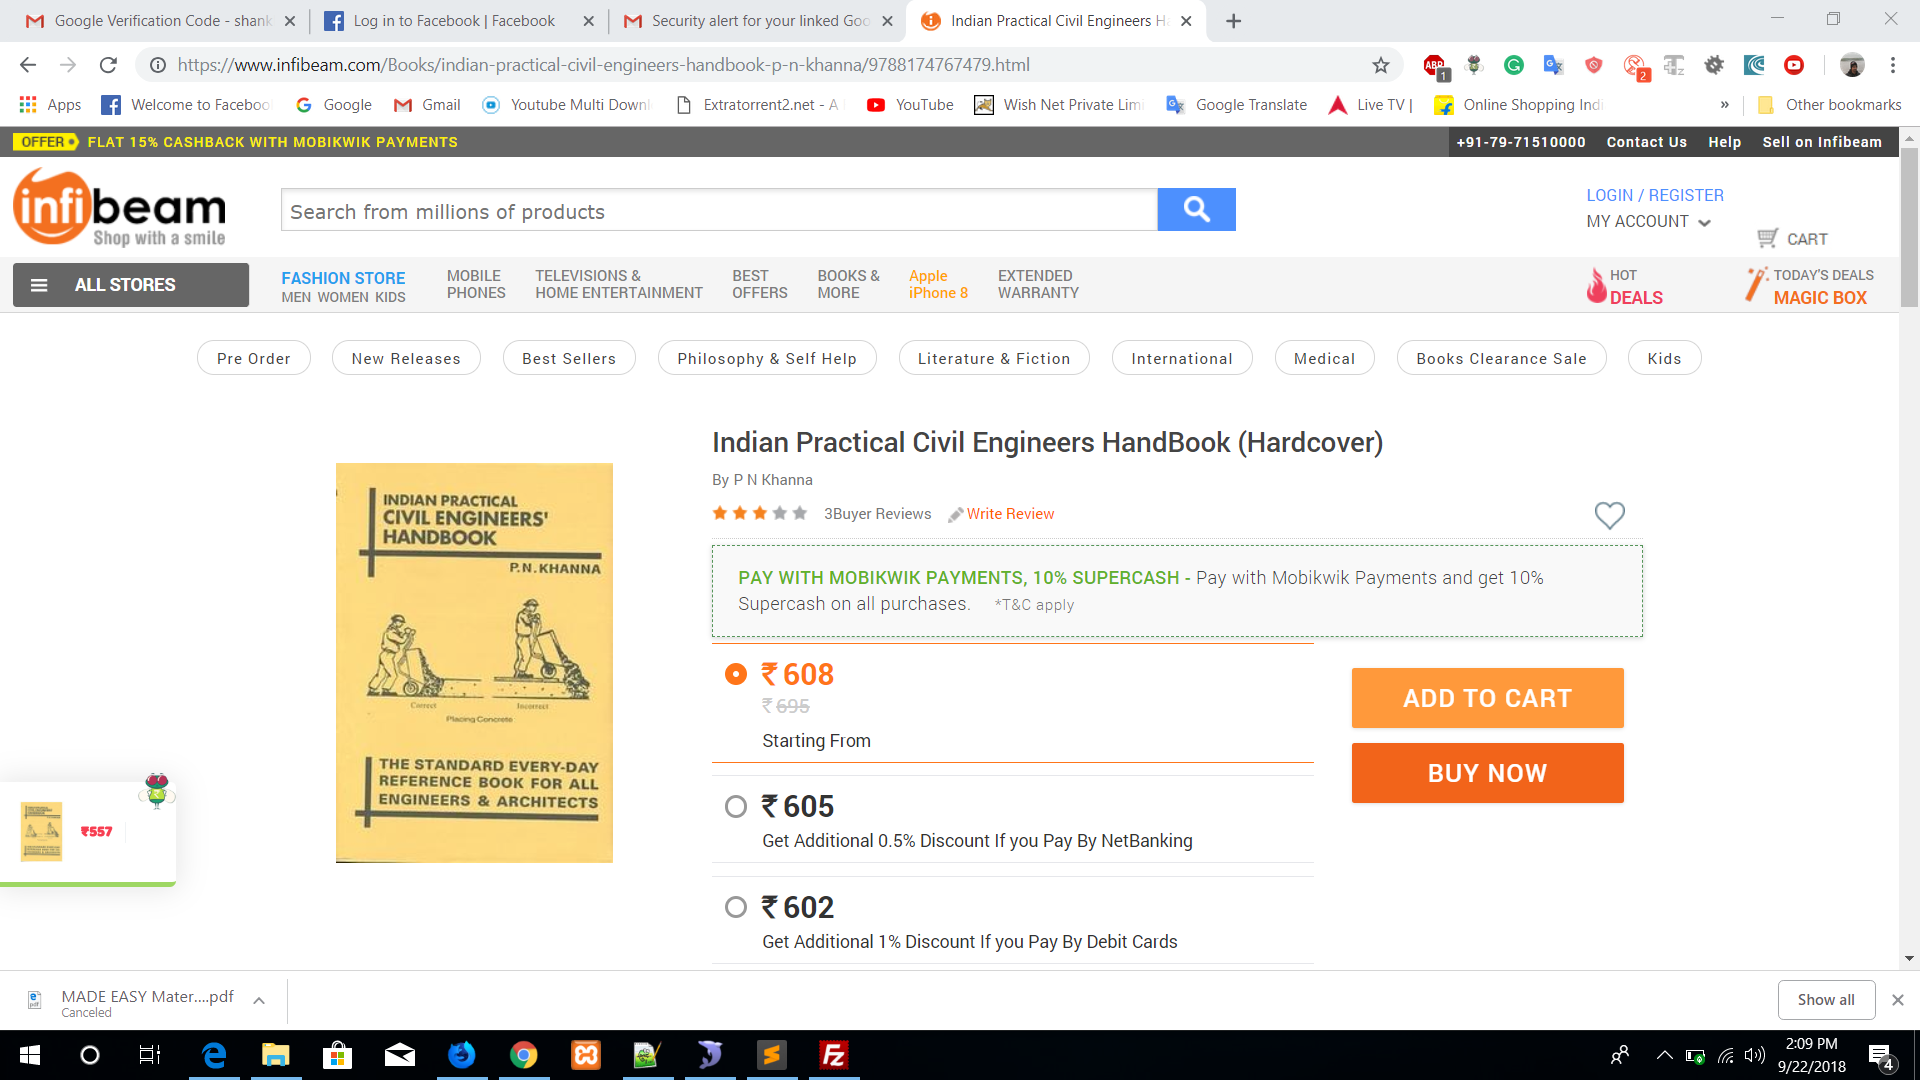 Google Verification Code - shank
Log in to Facebook | Facebook
Security alert for your linked Goo
Indian Practical Civil Engineers H
https://www.infibeam.com/Books/indian-practical-civil-engineers-handbook-p-n-khanna/9788174767479.html
ABP
1
2
Apps
Welcome to Faceboo
Google
Gmail
Youtube Multi Downl
Extratorrent2.net - A
YouTube
Wish Net Private Lim
Google Translate
Live TV |
Online Shopping Indi
»
Other bookmarks
OFFER
FLAT 15% CASHBACK WITH MOBIKWIK PAYMENTS
+91-79-71510000
Contact Us
Help
Sell on Infibeam
infibeam
Shop with a smile
Search from millions of products
LOGIN / REGISTER
MY ACCOUNT
CART
ALL STORES
FASHION STORE
MEN WOMEN KIDS
MOBILE
PHONES
TELEVISIONS &
HOME ENTERTAINMENT
BEST
OFFERS
BOOKS &
MORE
Apple
iPhone 8
EXTENDED
WARRANTY
HOT
DEALS
TODAY'S DEALS
MAGIC BOX
Pre Order
New Releases
Best Sellers
Philosophy & Self Help
Literature & Fiction
International
Medical
Books Clearance Sale
Kids
INDIAN PRACTICAL
CIVIL ENGINEERS'
HANDBOOK
P.N.KHANNA
Correct
Incorrect
Placing Concrete
THE STANDARD EVERY-DAY
REFERENCE BOOK FOR ALL
ENGINEERS & ARCHITECTS
Indian Practical Civil Engineers HandBook (Hardcover)
By P N Khanna
3Buyer Reviews
Write Review
PAY WITH MOBIKWIK PAYMENTS, 10% SUPERCASH - Pay with Mobikwik Payments and get 10%
Supercash on all purchases. *T&C apply
₹ 608
₹ 695
Starting From
₹ 605
Get Additional 0.5% Discount If you Pay By NetBanking
₹ 602
Get Additional 1% Discount If you Pay By Debit Cards
ADD TO CART
BUY NOW
₹557
MADE EASY Mater....pdf
Canceled
Show all
2:09 PM
9/22/2018
4